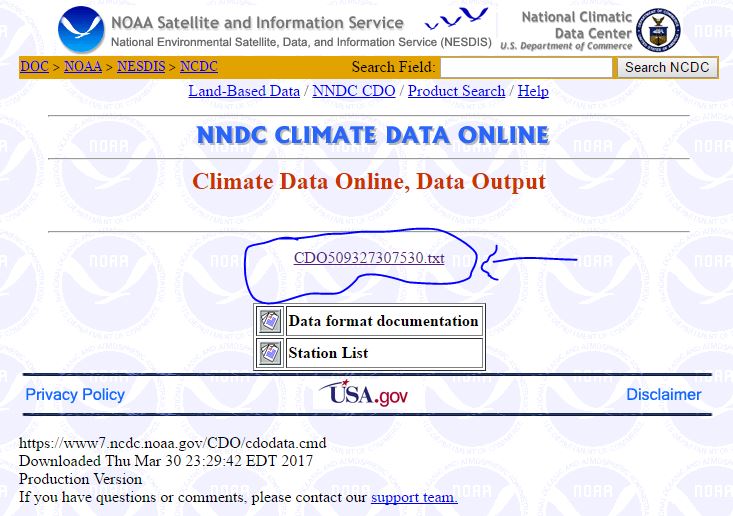 NOAA Satellite and Information Service
National Environmental Satellite, Data, and Information Service (NESDIS)
National Climatic
Data Center
U.S. Department of Commerce
DOC > NOAA > NESDIS > NCDC
Search Field: Search NCDC
Land-Based Data / NNDC CDO / Product Search / Help
NNDC CLIMATE DATA ONLINE
Climate Data Online, Data Output
CDO509327307530.txt
Data format documentation
Station List
Privacy Policy
USA.gov
Disclaimer
https://www7.ncdc.noaa.gov/CDO/cdodata.cmd
Downloaded Thu Mar 30 23:29:42 EDT 2017
Production Version
If you have questions or comments, please contact our support team.